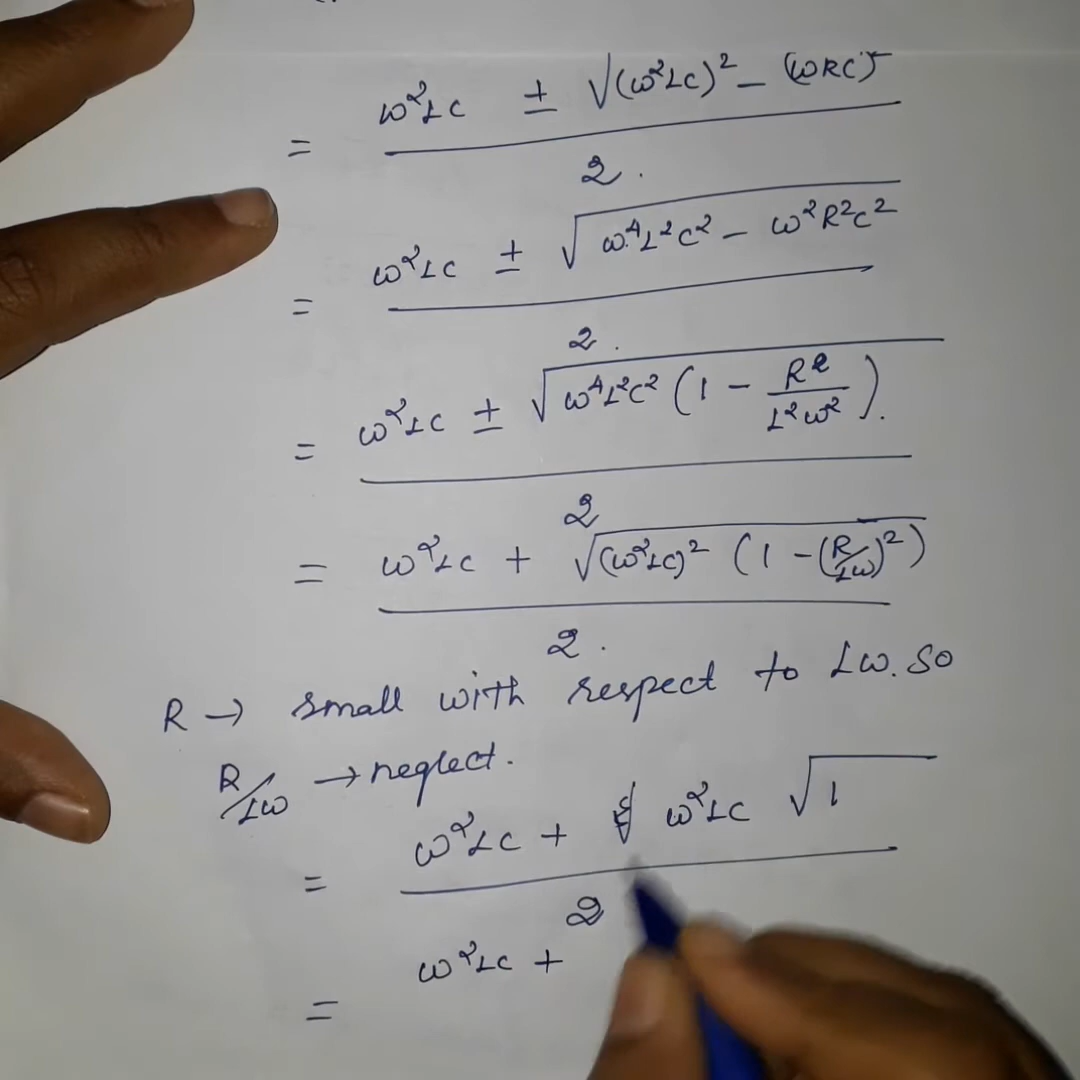 = ω²LC ± √(ω²LC)² − (ωRC)²
2.
= ω²LC ± √ω⁴L²C² − ω²R²C²
2.
= ω²LC ± √ω⁴L²C² (1 − R²/L²ω²).
2
= ω²LC + √(ω²LC)² (1 − (R/Lω)²)
2.
R → small with respect to Lω. So
R/Lω → neglect.
= ω²LC + ω²LC √1
2
= ω²LC +